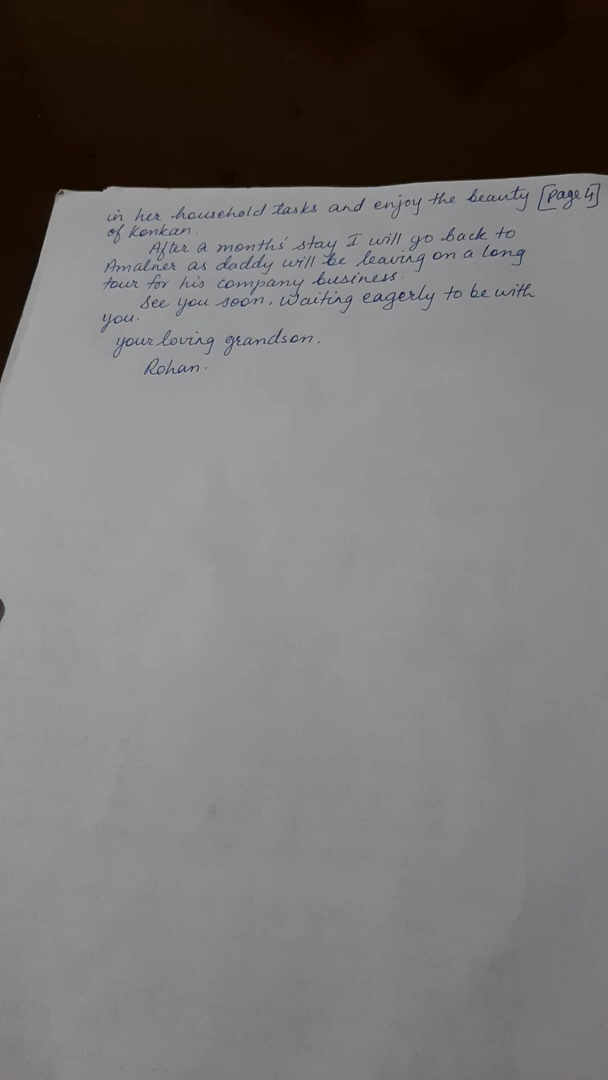 in her household tasks and enjoy the beauty [Page 4]
of Konkan.
After a months' stay I will go back to
Amalner as daddy will be leaving on a long
tour for his company business.
See you soon, waiting eagerly to be with
you.
your loving grandson.
Rohan.